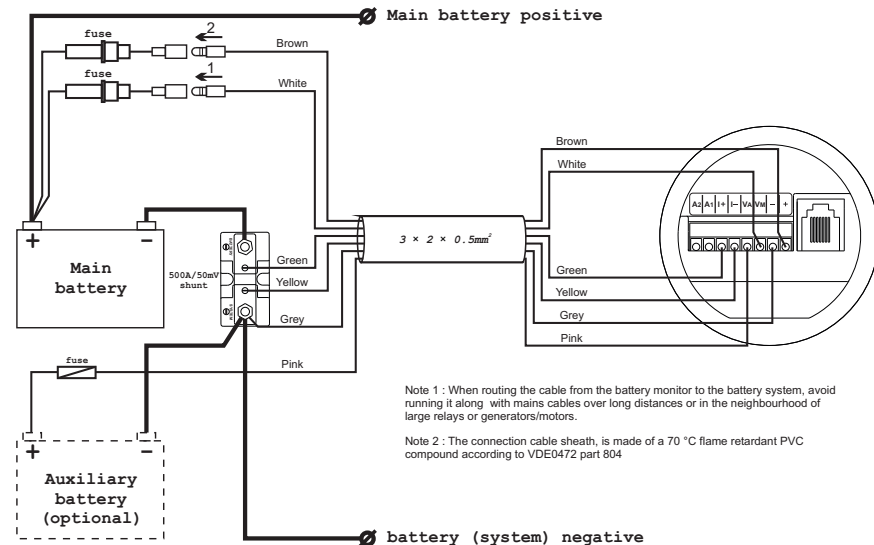 Main battery positive
fuse
2
Brown
fuse
1
White
Brown
White
A2 A1 I+ I– VA VM – +
+ –
Main
battery
500A/50mV
shunt
Green
Yellow
Grey
3 × 2 × 0.5mm²
Green
Yellow
Grey
Pink
fuse
Pink
Note 1 : When routing the cable from the battery monitor to the battery system, avoid
running it along with mains cables over long distances or in the neighbourhood of
large relays or generators/motors.
Note 2 : The connection cable sheath, is made of a 70 °C flame retardant PVC
compound according to VDE0472 part 804
+ –
Auxiliary
battery
(optional)
battery (system) negative